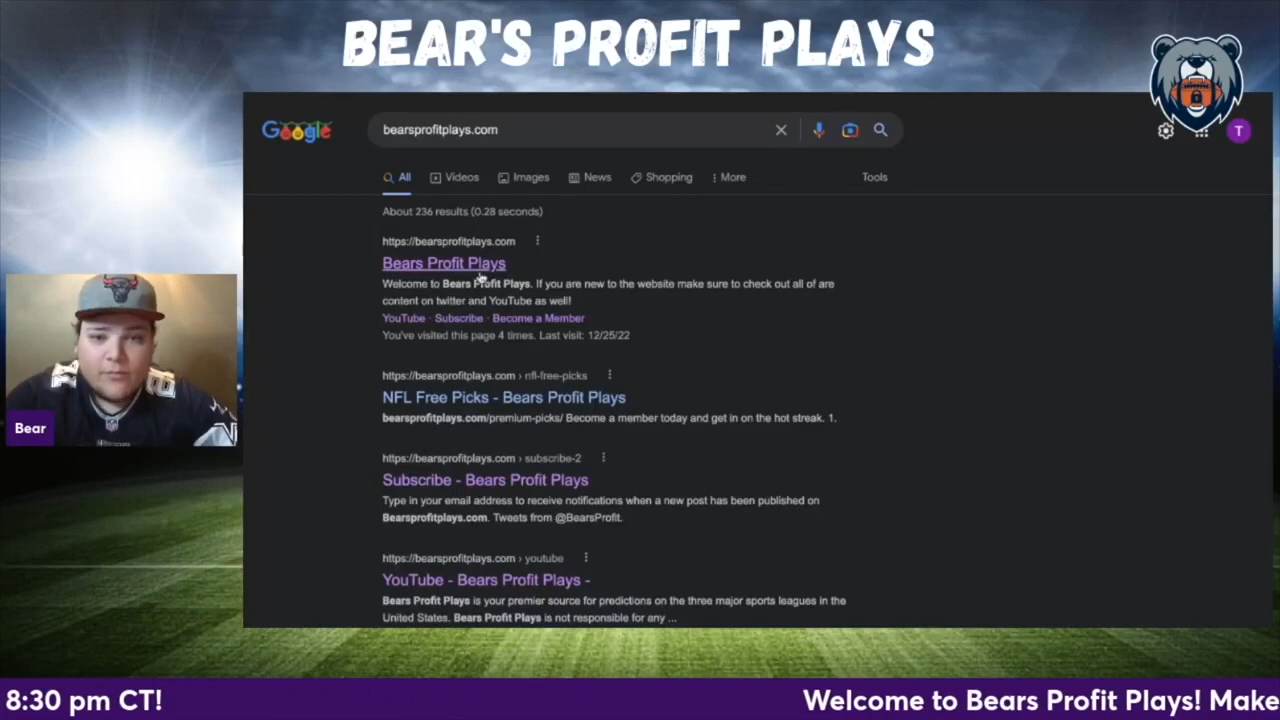 BEAR'S PROFIT PLAYS
Google
bearsprofitplays.com
T
All Videos Images News Shopping More Tools
About 236 results (0.28 seconds)
https://bearsprofitplays.com
Bears Profit Plays
Welcome to Bears Profit Plays. If you are new to the website make sure to check out all of are
content on twitter and YouTube as well!
YouTube · Subscribe · Become a Member
You've visited this page 4 times. Last visit: 12/25/22
https://bearsprofitplays.com › nfl-free-picks
NFL Free Picks - Bears Profit Plays
bearsprofitplays.com/premium-picks/ Become a member today and get in on the hot streak. 1.
https://bearsprofitplays.com › subscribe-2
Subscribe - Bears Profit Plays
Type in your email address to receive notifications when a new post has been published on
Bearsprofitplays.com. Tweets from @BearsProfit.
https://bearsprofitplays.com › youtube
YouTube - Bears Profit Plays -
Bears Profit Plays is your premier source for predictions on the three major sports leagues in the
United States. Bears Profit Plays is not responsible for any ...
Bear
8:30 pm CT!
Welcome to Bears Profit Plays! Make